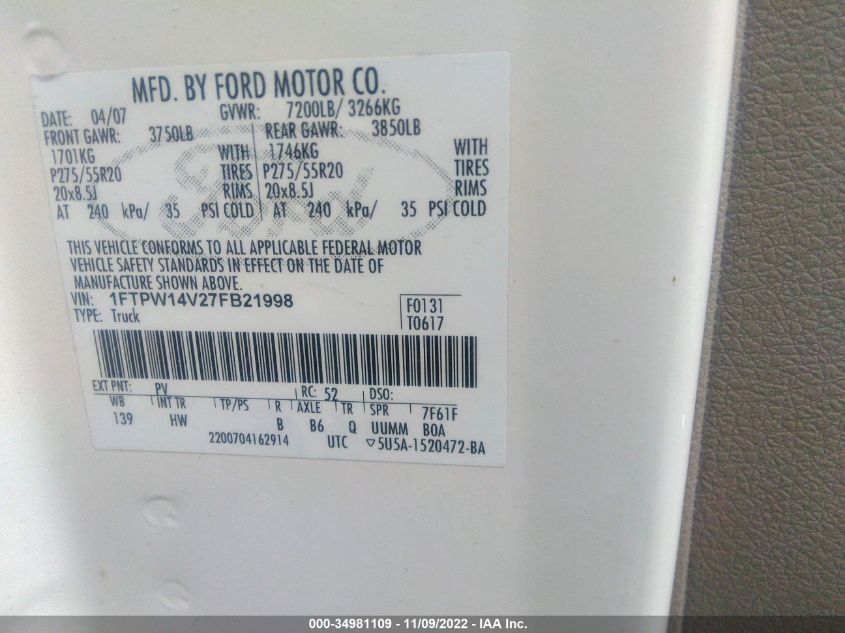 MFD. BY FORD MOTOR CO.
DATE: 04/07 GVWR: 7200LB/ 3266KG
FRONT GAWR: 3750LB REAR GAWR: 3850LB
1701KG WITH 1746KG WITH
P275/55R20 TIRES P275/55R20 TIRES
20x8.5J RIMS 20x8.5J RIMS
AT 240 kPa/ 35 PSI COLD AT 240 kPa/ 35 PSI COLD
Ford
THIS VEHICLE CONFORMS TO ALL APPLICABLE FEDERAL MOTOR
VEHICLE SAFETY STANDARDS IN EFFECT ON THE DATE OF
MANUFACTURE SHOWN ABOVE.
VIN: 1FTPW14V27FB21998 F0131
TYPE: Truck T0617
EXT PNT: PV RC: 52 DSO:
WB INT TR TP/PS R AXLE TR SPR 7F61F
139 HW B B6 Q UUMM BOA
2200704162914 UTC ▽5U5A-1520472-BA
000-34981109 - 11/09/2022 - IAA Inc.